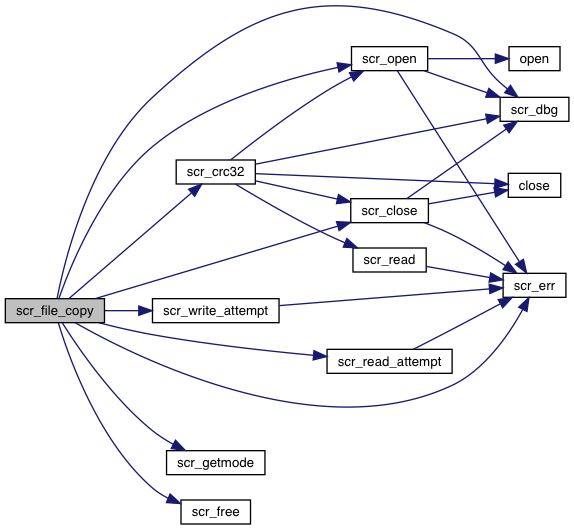 scr_open
open
scr_dbg
scr_crc32
close
scr_close
scr_read
scr_err
scr_file_copy
scr_write_attempt
scr_read_attempt
scr_getmode
scr_free